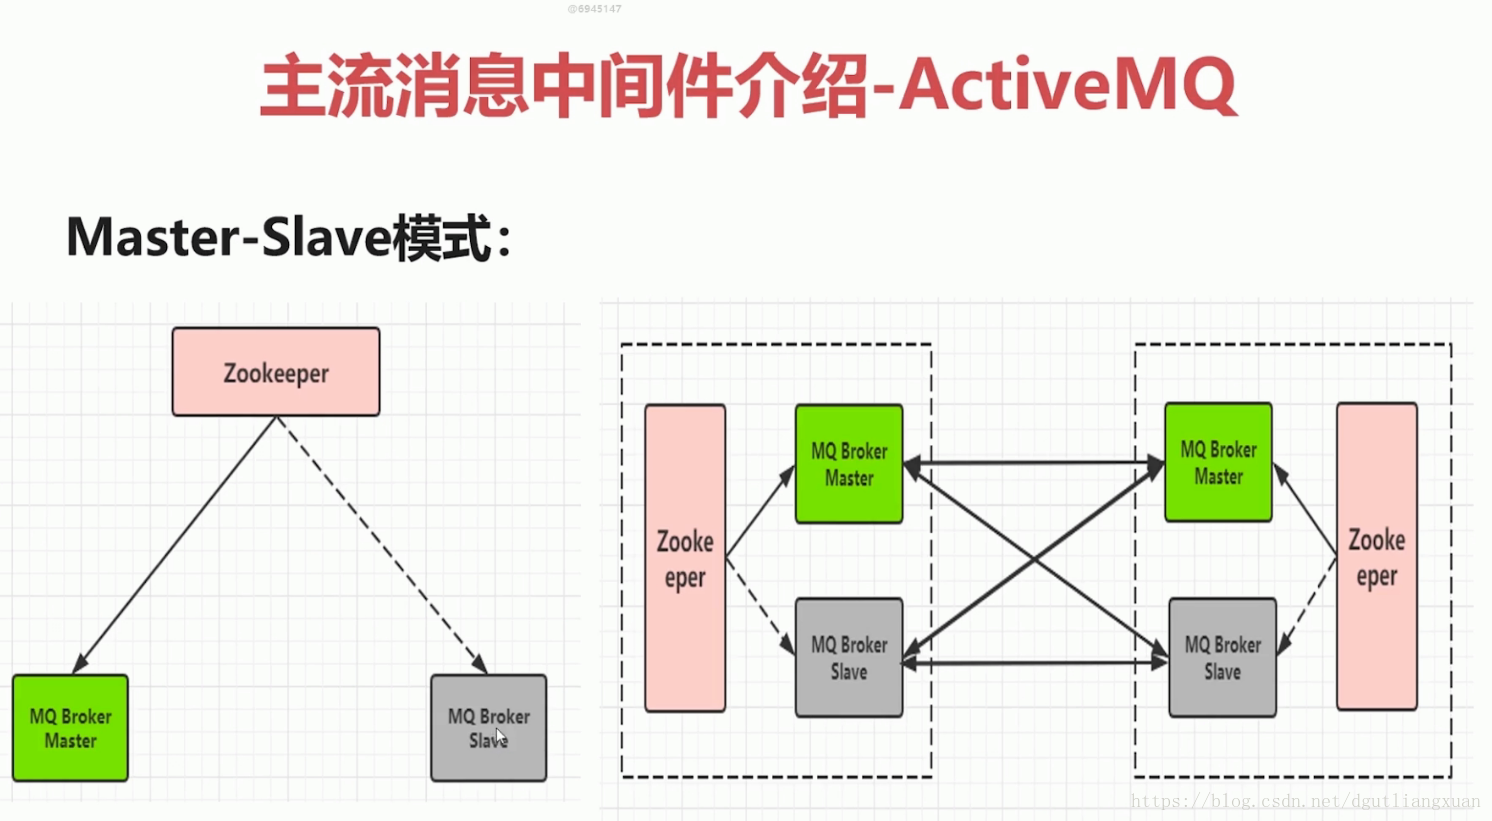 @6945147
主流消息中间件介绍-ActiveMQ
Master-Slave模式：
Zookeeper
MQ Broker
Master
MQ Broker
Slave
Zooke
eper
MQ Broker
Master
MQ Broker
Slave
MQ Broker
Master
MQ Broker
Slave
Zooke
eper
https://blog.csdn.net/dgutliangxuan